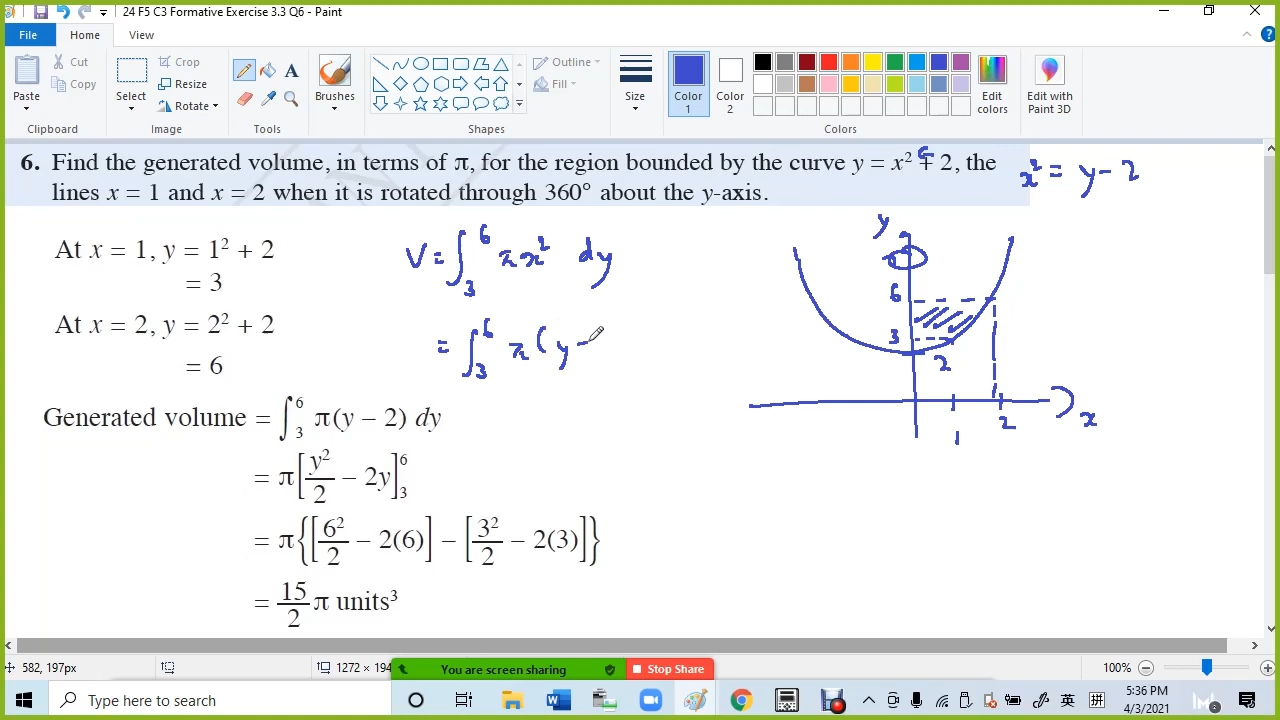 24 F5 C3 Formative Exercise 3.3 Q6 - Paint
File Home View
Paste Cut Copy
Select Crop Resize Rotate
A
Brushes
Outline Fill
Size
Color 1 Color 2
Edit colors
Edit with Paint 3D
Clipboard Image Tools Shapes Colors
6. Find the generated volume, in terms of π, for the region bounded by the curve y = x² + 2, the
lines x = 1 and x = 2 when it is rotated through 360° about the y-axis.
x² = y - 2
At x = 1, y = 1² + 2
= 3
At x = 2, y = 2² + 2
= 6
V = ∫₃⁶ πx² dy
= ∫₃⁶ π(y -
y
6
3
2
1 2 x
Generated volume = ∫₃⁶ π(y – 2) dy
= π[y²/2 – 2y]₃⁶
= π{[6²/2 – 2(6)] – [3²/2 – 2(3)]}
= 15/2 π units³
582, 197px
1272 × 194
You are screen sharing Stop Share
100%
Type here to search
英 拼
5:36 PM
4/3/2021